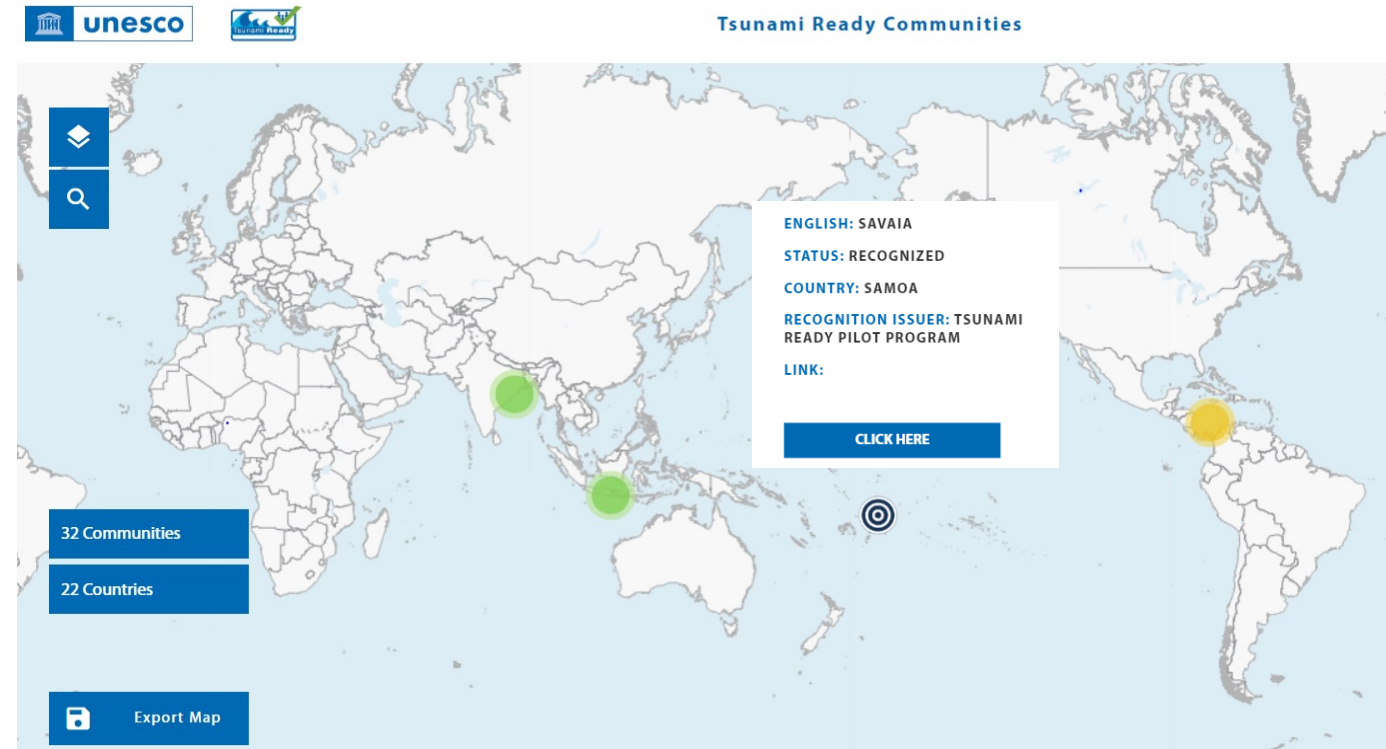 unesco
Tsunami Ready
Tsunami Ready Communities
ENGLISH: SAVAIA
STATUS: RECOGNIZED
COUNTRY: SAMOA
RECOGNITION ISSUER: TSUNAMI
READY PILOT PROGRAM
LINK:
CLICK HERE
32 Communities
22 Countries
Export Map